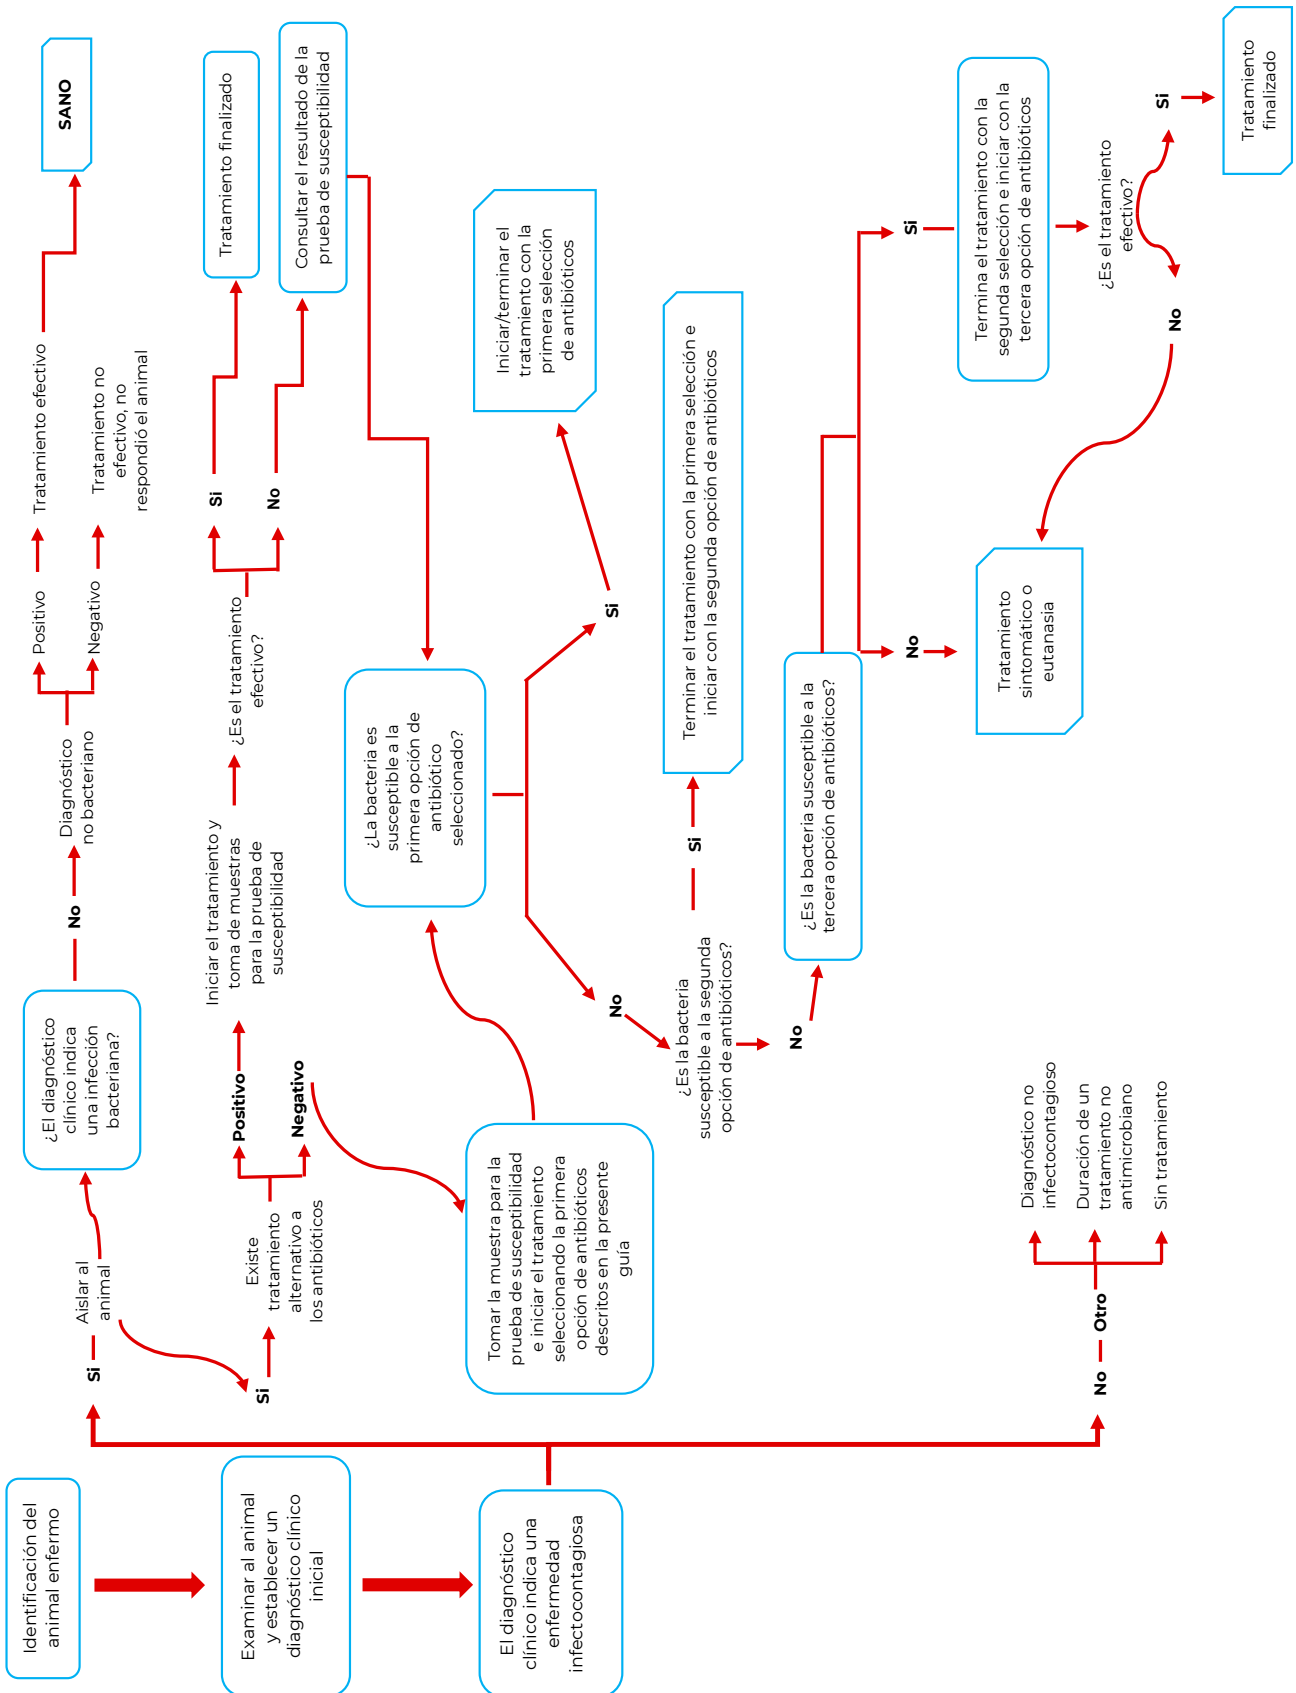 Identificación del
animal enfermo
Examinar al animal
y establecer un
diagnóstico clínico
inicial
El diagnóstico
clínico indica una
enfermedad
infectocontagiosa
Si
Aislar al
animal
¿El diagnóstico
clínico indica
una infección
bacteriana?
No
Diagnóstico
no bacteriano
Positivo
Tratamiento efectivo
SANO
Negativo
Tratamiento no
efectivo, no
respondió el animal
Si
Existe
tratamiento
alternativo a
los antibióticos
Positivo
Iniciar el tratamiento y
toma de muestras
para la prueba de
susceptibilidad
¿Es el tratamiento
efectivo?
Si
Tratamiento finalizado
No
Consultar el resultado de la
prueba de susceptibilidad
Negativo
Tomar la muestra para la
prueba de susceptibilidad
e iniciar el tratamiento
seleccionando la primera
opción de antibióticos
descritos en la presente
guía
¿La bacteria es
susceptible a la
primera opción de
antibiótico
seleccionado?
Si
Iniciar/terminar el
tratamiento con la
primera selección
de antibióticos
No
¿Es la bacteria
susceptible a la segunda
opción de antibióticos?
Si
Terminar el tratamiento con la primera selección e
iniciar con la segunda opción de antibióticos
No
¿Es la bacteria susceptible a la
tercera opción de antibióticos?
No
Tratamiento
sintomático o
eutanasia
Si
Termina el tratamiento con la
segunda selección e iniciar con la
tercera opción de antibióticos
¿Es el tratamiento
efectivo?
No
Si
Tratamiento
finalizado
No
Otro
Diagnóstico no
infectocontagioso
Duración de un
tratamiento no
antimicrobiano
Sin tratamiento